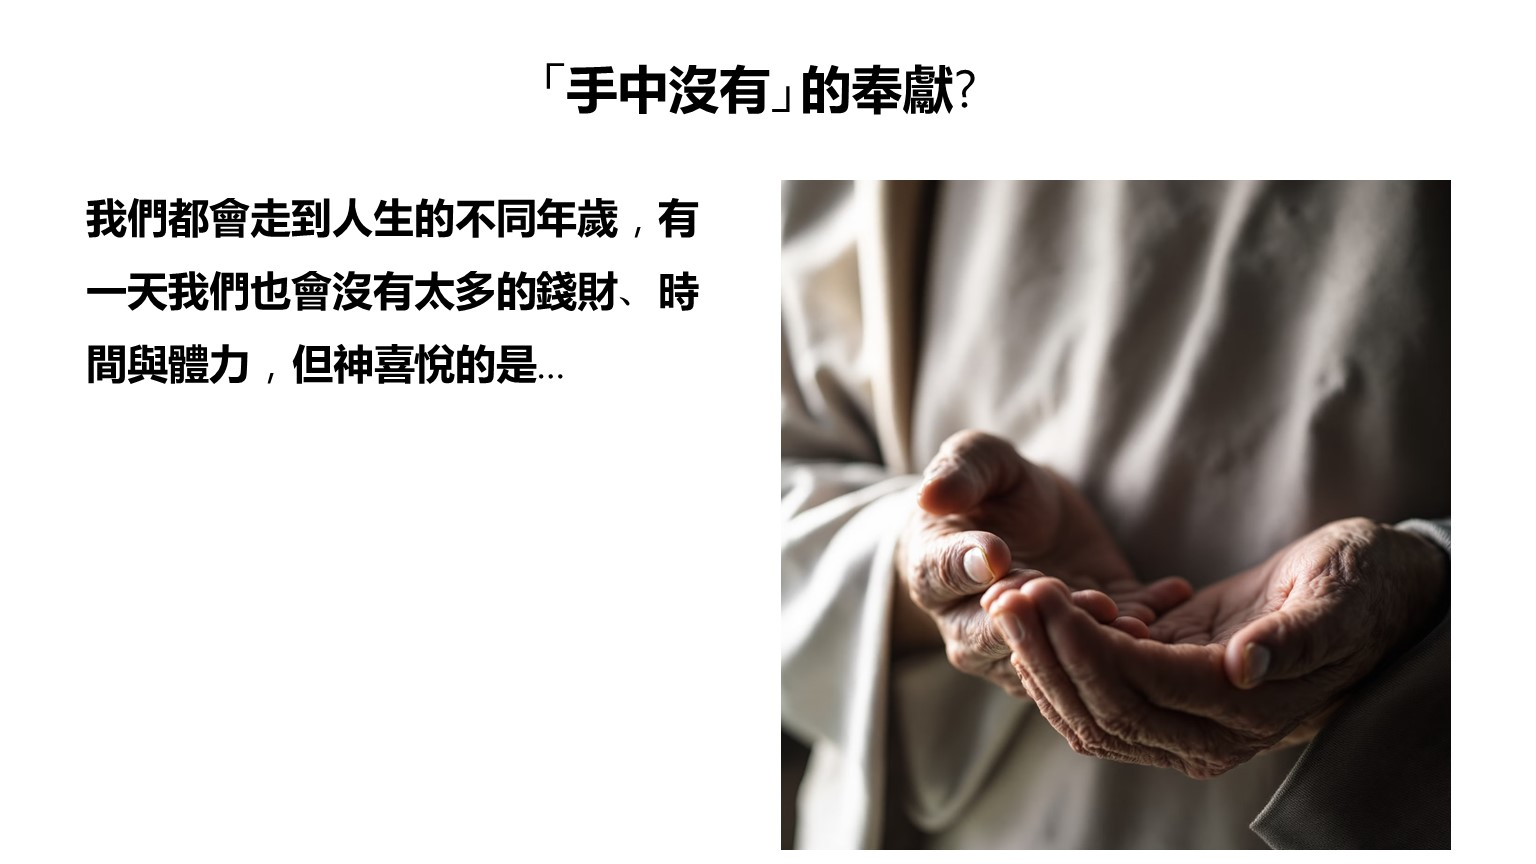 「手中沒有」的奉獻?
我們都會走到人生的不同年歲，有
一天我們也會沒有太多的錢財、時
間與體力，但神喜悅的是...